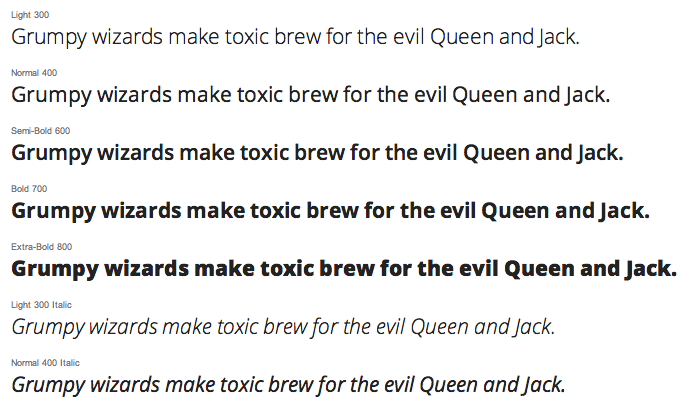 Light 300
Grumpy wizards make toxic brew for the evil Queen and Jack.
Normal 400
Grumpy wizards make toxic brew for the evil Queen and Jack.
Semi-Bold 600
Grumpy wizards make toxic brew for the evil Queen and Jack.
Bold 700
Grumpy wizards make toxic brew for the evil Queen and Jack.
Extra-Bold 800
Grumpy wizards make toxic brew for the evil Queen and Jack.
Light 300 Italic
Grumpy wizards make toxic brew for the evil Queen and Jack.
Normal 400 Italic
Grumpy wizards make toxic brew for the evil Queen and Jack.